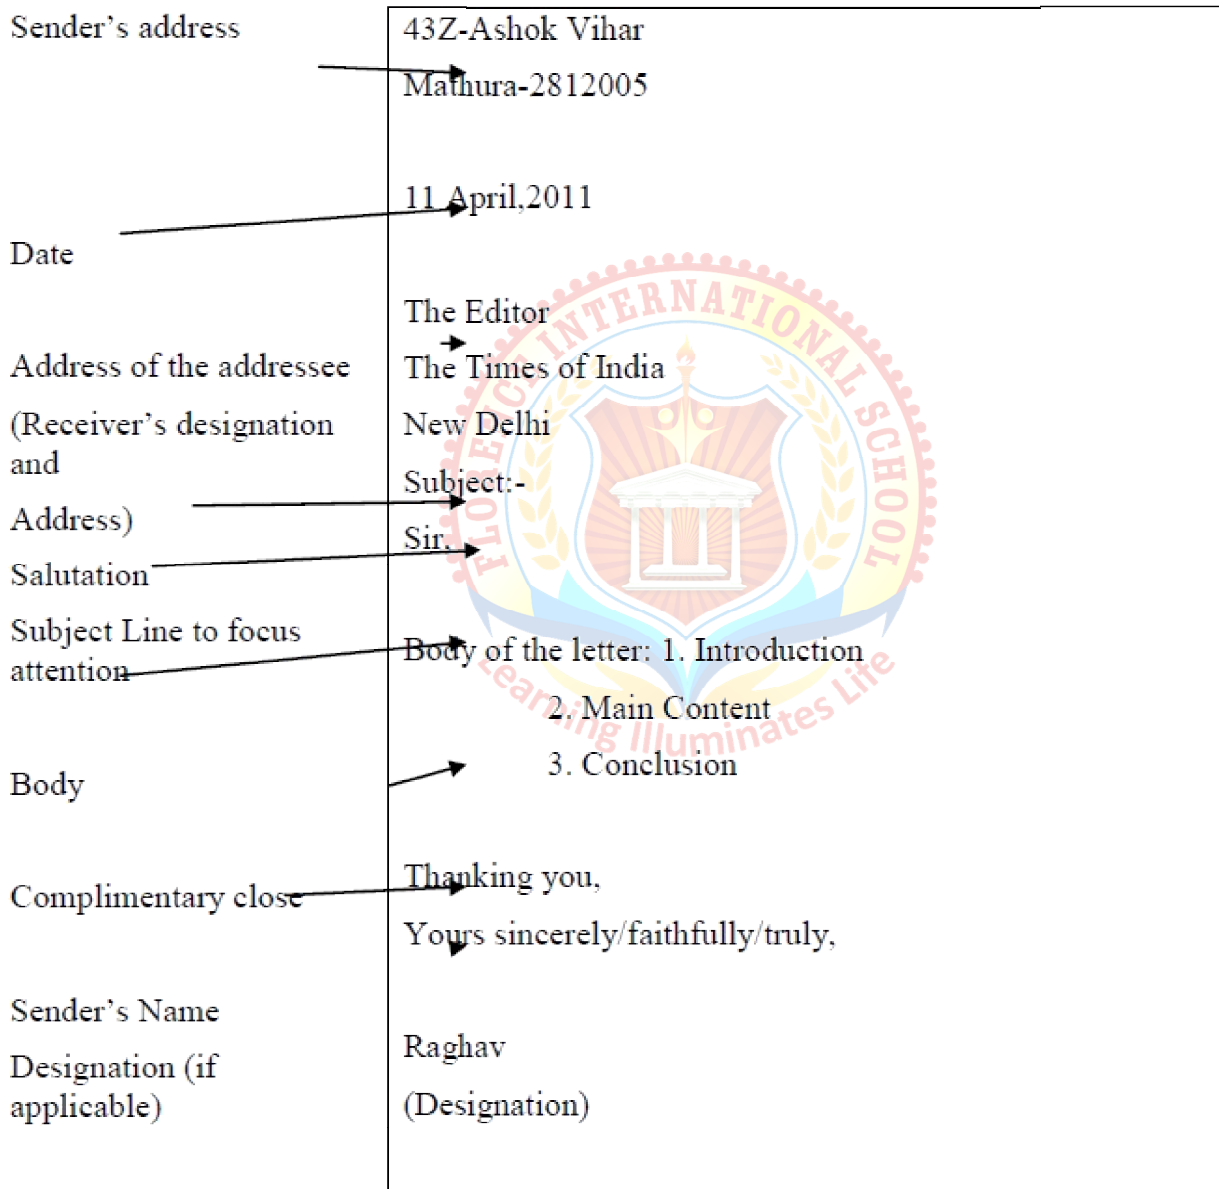 Sender's address
43Z-Ashok Vihar
Mathura-2812005
11 April,2011
Date
The Editor
Address of the addressee
The Times of India
(Receiver's designation
and
New Delhi
Subject:-
Address)
Sir,
Salutation
Subject Line to focus
attention
Body of the letter: 1. Introduction
2. Main Content
3. Conclusion
Body
Thanking you,
Complimentary close
Yours sincerely/faithfully/truly,
Sender's Name
Raghav
Designation (if
applicable)
(Designation)
FLORENCE INTERNATIONAL SCHOOL
Learning Illuminates Life